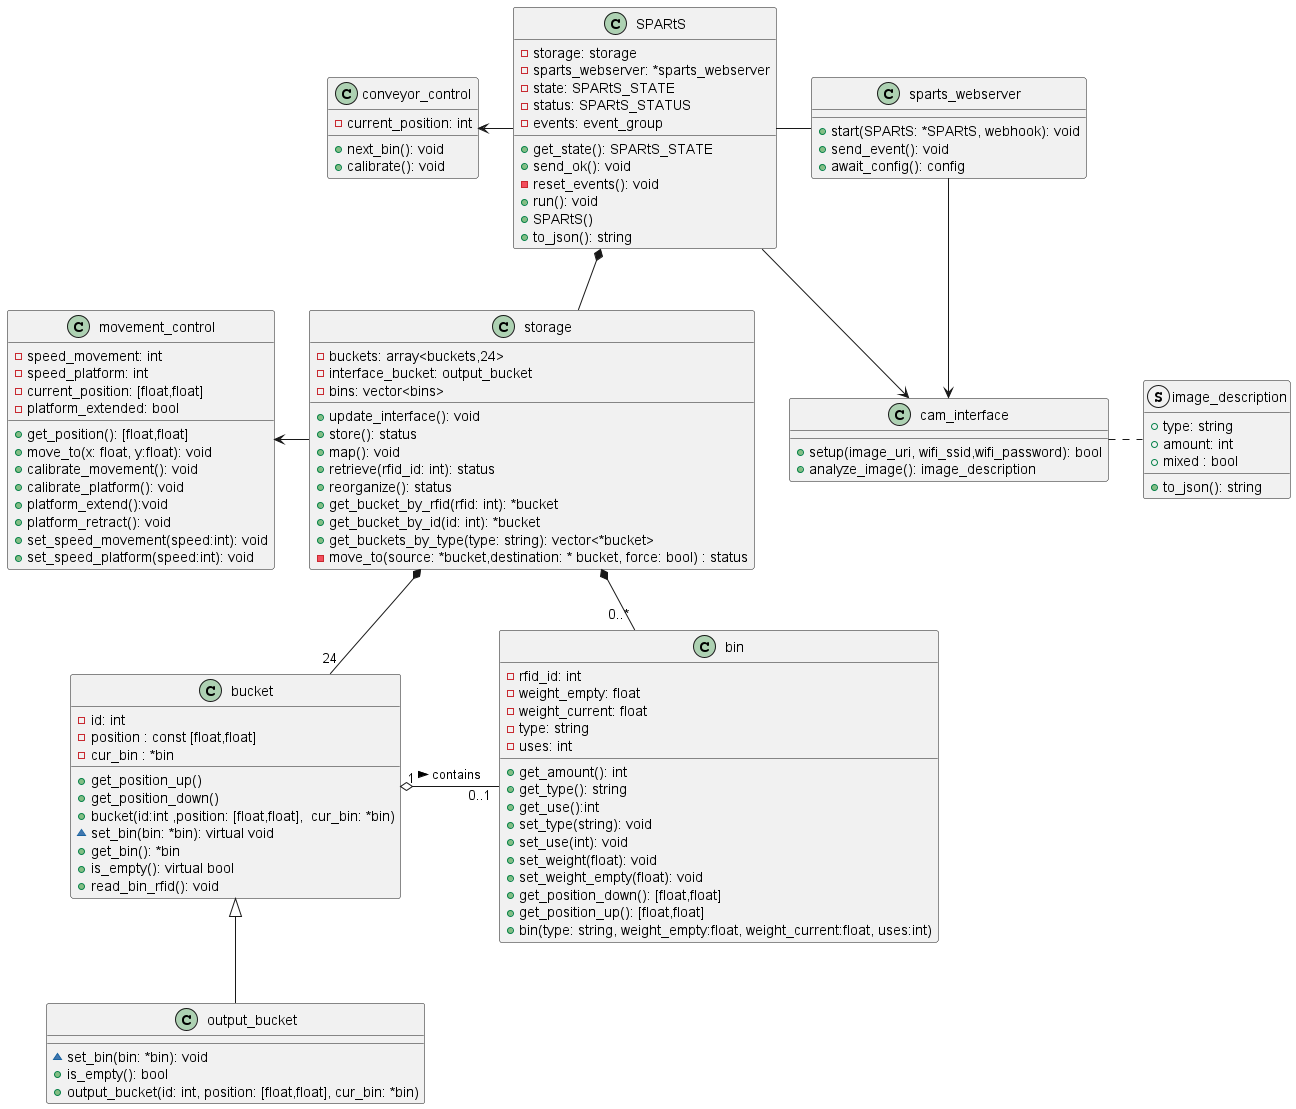 C SPARtS
storage: storage
sparts_webserver: *sparts_webserver
state: SPARtS_STATE
status: SPARtS_STATUS
events: event_group
get_state(): SPARtS_STATE
send_ok(): void
reset_events(): void
run(): void
SPARtS()
to_json(): string
C conveyor_control
current_position: int
next_bin(): void
calibrate(): void
C sparts_webserver
start(SPARtS: *SPARtS, webhook): void
send_event(): void
await_config(): config
C movement_control
speed_movement: int
speed_platform: int
current_position: [float,float]
platform_extended: bool
get_position(): [float,float]
move_to(x: float, y:float): void
calibrate_movement(): void
calibrate_platform(): void
platform_extend():void
platform_retract(): void
set_speed_movement(speed:int): void
set_speed_platform(speed:int): void
C storage
buckets: array<buckets,24>
interface_bucket: output_bucket
bins: vector<bins>
update_interface(): void
store(): status
map(): void
retrieve(rfid_id: int): status
reorganize(): status
get_bucket_by_rfid(rfid: int): *bucket
get_bucket_by_id(id: int): *bucket
get_buckets_by_type(type: string): vector<*bucket>
move_to(source: *bucket,destination: * bucket, force: bool) : status
C cam_interface
setup(image_uri, wifi_ssid,wifi_password): bool
analyze_image(): image_description
S image_description
type: string
amount: int
mixed : bool
to_json(): string
24
0..*
C bucket
id: int
position : const [float,float]
cur_bin : *bin
get_position_up()
get_position_down()
bucket(id:int ,position: [float,float],  cur_bin: *bin)
set_bin(bin: *bin): virtual void
get_bin(): *bin
is_empty(): virtual bool
read_bin_rfid(): void
1 contains
0..1
C bin
rfid_id: int
weight_empty: float
weight_current: float
type: string
uses: int
get_amount(): int
get_type(): string
get_use():int
set_type(string): void
set_use(int): void
set_weight(float): void
set_weight_empty(float): void
get_position_down(): [float,float]
get_position_up(): [float,float]
bin(type: string, weight_empty:float, weight_current:float, uses:int)
C output_bucket
set_bin(bin: *bin): void
is_empty(): bool
output_bucket(id: int, position: [float,float], cur_bin: *bin)